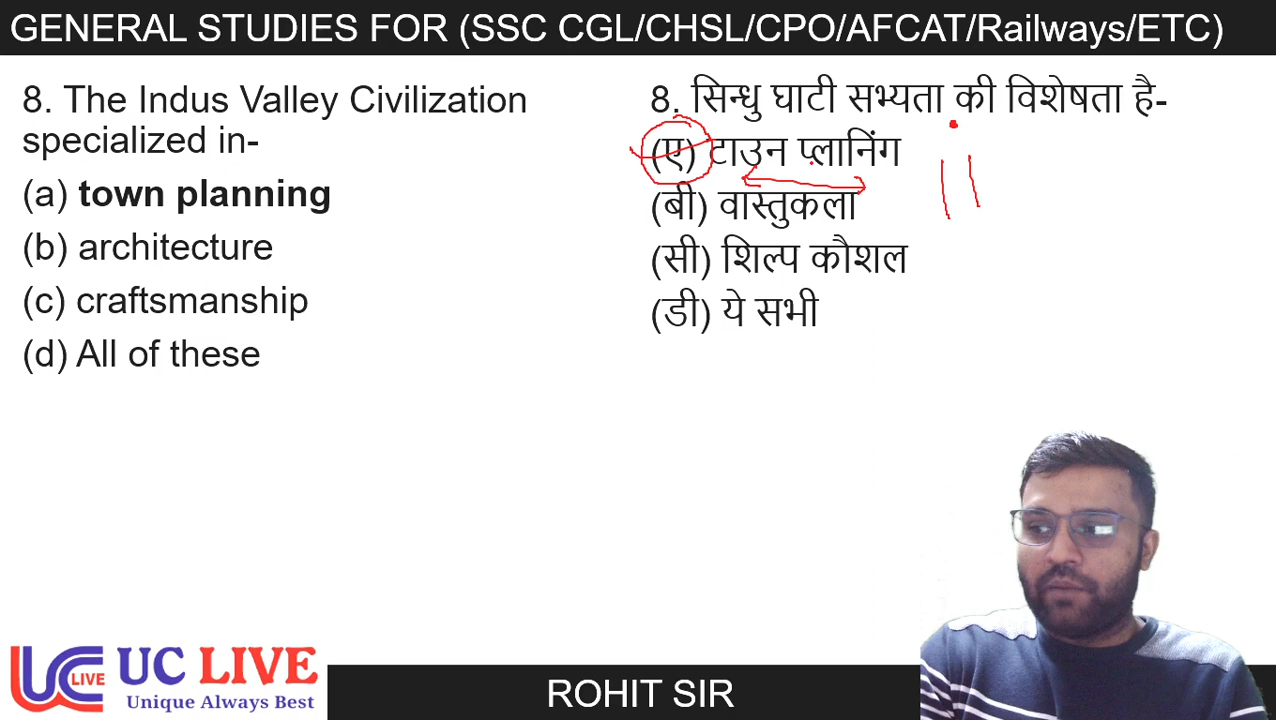 GENERAL STUDIES FOR (SSC CGL/CHSL/CPO/AFCAT/Railways/ETC)
8. The Indus Valley Civilization
specialized in-
(a) town planning
(b) architecture
(c) craftsmanship
(d) All of these
8. सिन्धु घाटी सभ्यता की विशेषता है-
(ए) टाउन प्लानिंग
(बी) वास्तुकला
(सी) शिल्प कौशल
(डी) ये सभी
UC LIVE
LIVE
Unique Always Best
ROHIT SIR